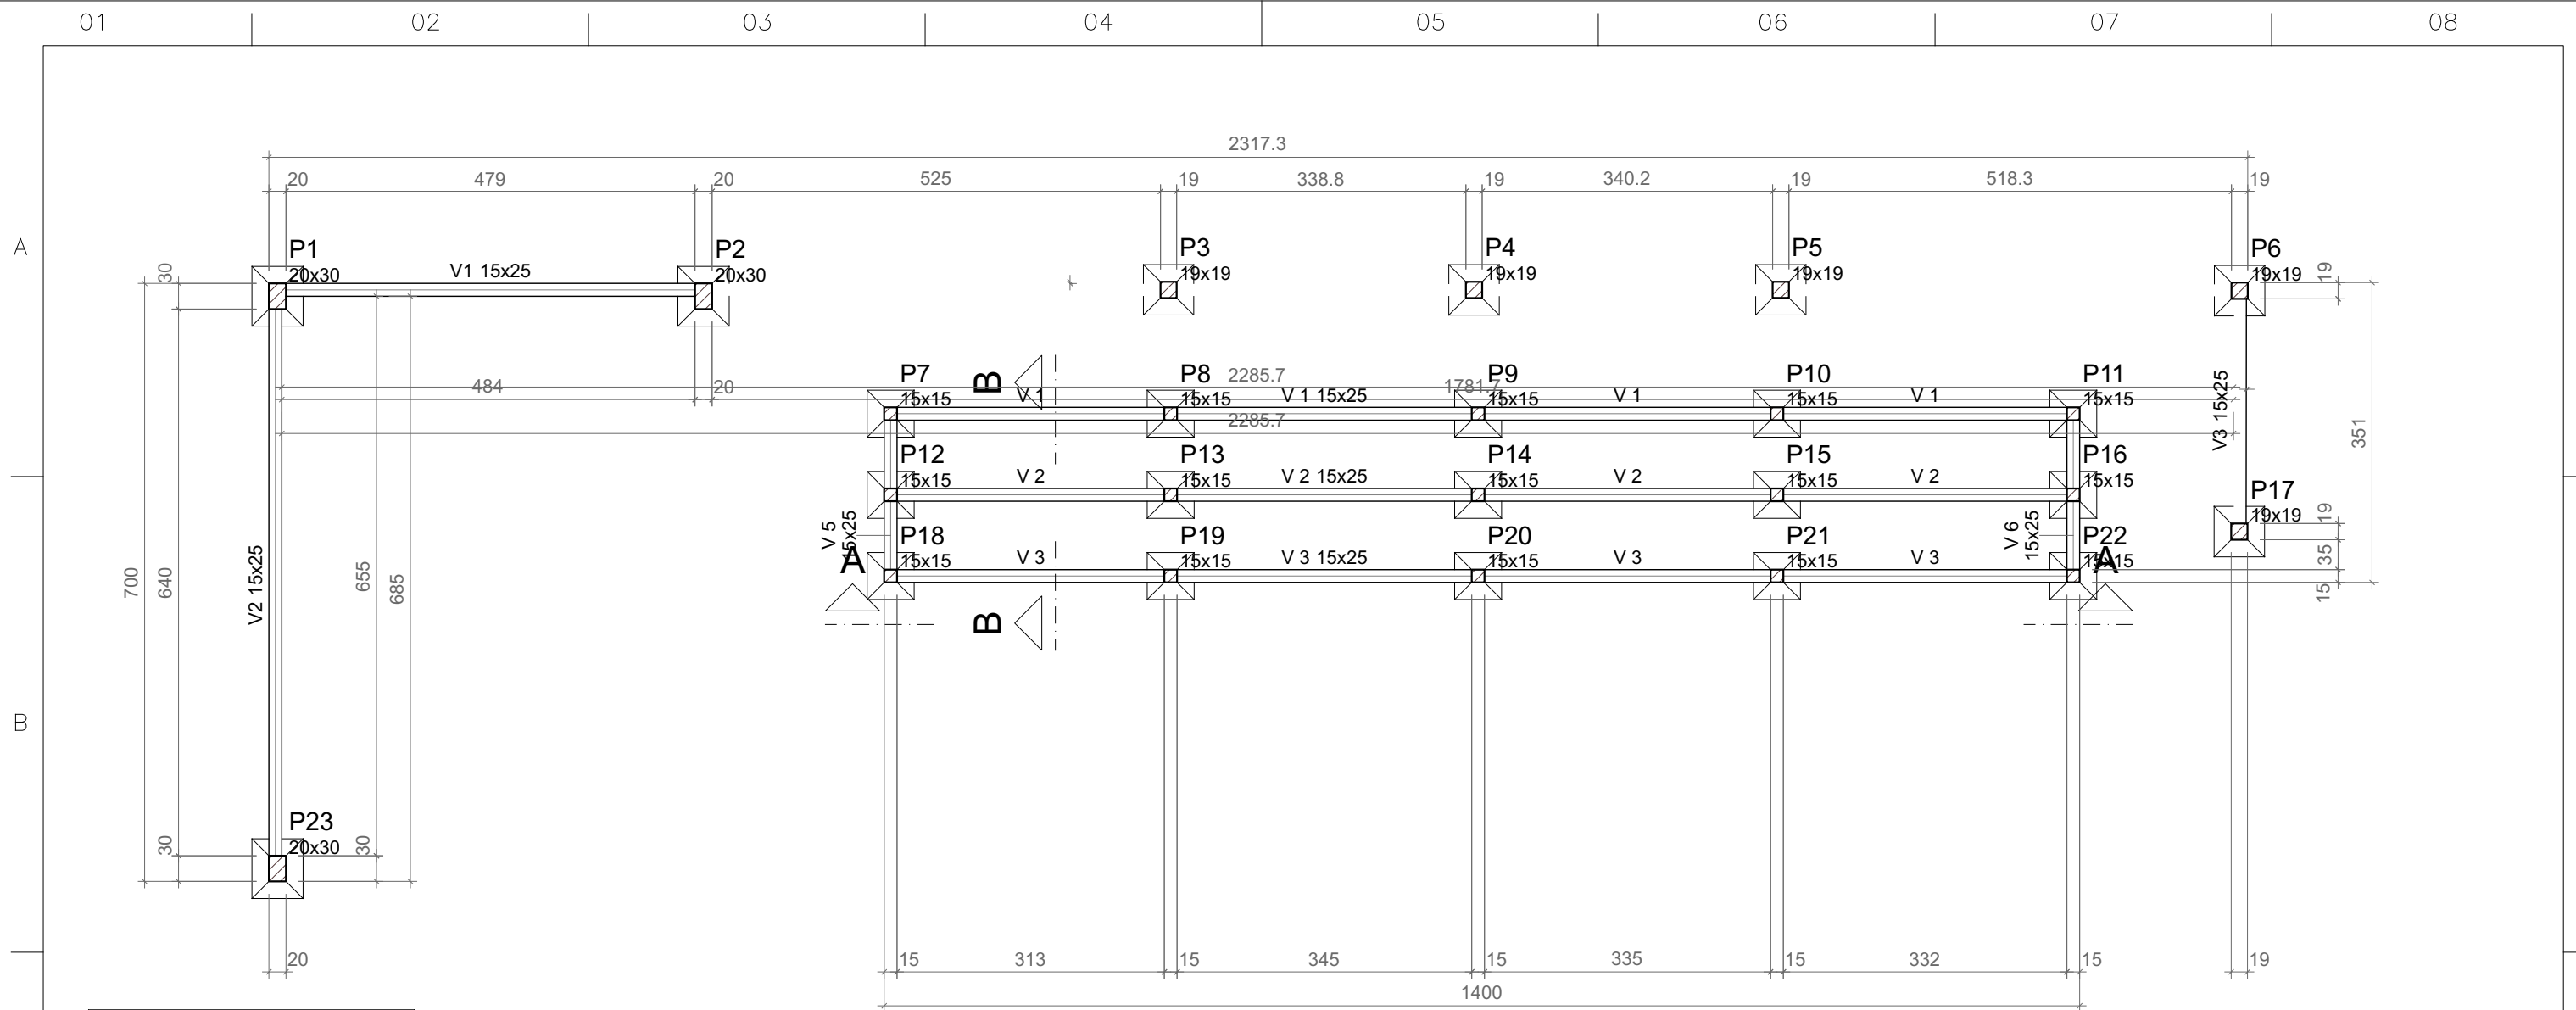 01 02 03 04 05 06 07 08
2317.3
20 479 20 525 19 338.8 19 340.2 19 518.3 19
A
P1 P2 P3 P4 P5 P6
20x30 V1 15x25 20x30 19x19 19x19 19x19 19x19
30 19
484 20 2285.7 1781.7
P7 P8 P9 P10 P11
15x15 V 1 15x15 V 1 15x25 15x15 V 1 15x15 V 1 15x15
B
2285.7
V3 15x25
351
P12 P13 P14 P15 P16
15x15 V 2 15x15 V 2 15x25 15x15 V 2 15x15 V 2 15x15
P17
19x19
19
V 5
15x25
V 6
15x25
P18 P19 P20 P21 P22
15x15 V 3 15x15 V 3 15x25 15x15 V 3 15x15 V 3 15x15
A A
35
15
B
700 640 V2 15x25 655 685
B
P23
20x30
30 30
20 15 313 15 345 15 335 15 332 15 19
1400